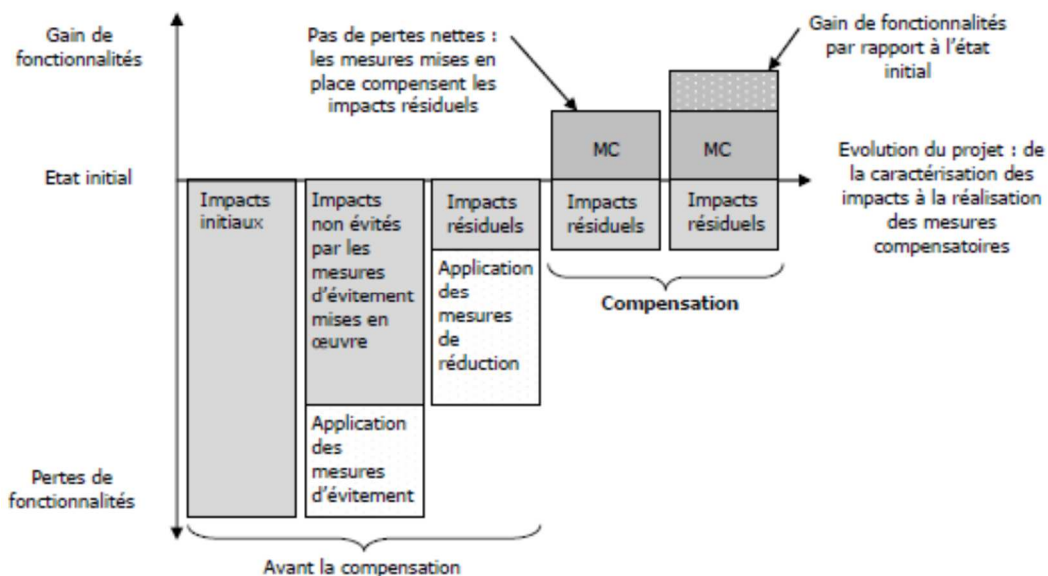 Gain de
fonctionnalités
Pas de pertes nettes :
les mesures mises en
place compensent les
impacts résiduels
Gain de fonctionnalités
par rapport à l'état
initial
Etat initial
MC
MC
Evolution du projet : de
la caractérisation des
impacts à la réalisation
des mesures
compensatoires
Impacts
initiaux
Impacts
non évités
par les
mesures
d'évitement
mises en
œuvre
Impacts
résiduels
Impacts
résiduels
Impacts
résiduels
Application
des
mesures
de
réduction
Compensation
Application
des
mesures
d'évitement
Pertes de
fonctionnalités
Avant la compensation